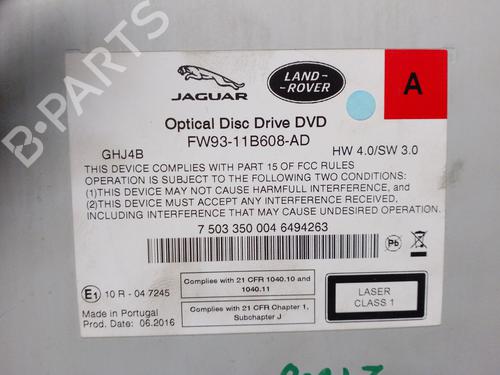 B-PARTS
JAGUAR
LAND-
ROVER
A
Optical Disc Drive DVD
FW93-11B608-AD
GHJ4B
HW 4.0/SW 3.0
THIS DEVICE COMPLIES WITH PART 15 OF FCC RULES
OPERATION IS SUBJECT TO THE FOLLOWING TWO CONDITIONS:
(1)THIS DEVICE MAY NOT CAUSE HARMFULL INTERFERENCE, and
(2)THIS DEVICE MUST ACCEPT ANY INTERFERENCE RECEIVED,
INCLUDING INTERFERENCE THAT MAY CAUSE UNDESIRED OPERATION.
7 503 350 004 6494263
Pb
E1 10 R - 04 7245
Complies with 21 CFR 1040.10 and
1040.11
Made in Portugal
Prod. Date: 06.2016
Complies with 21 CFR Chapter 1,
Subchapter J
LASER
CLASS 1